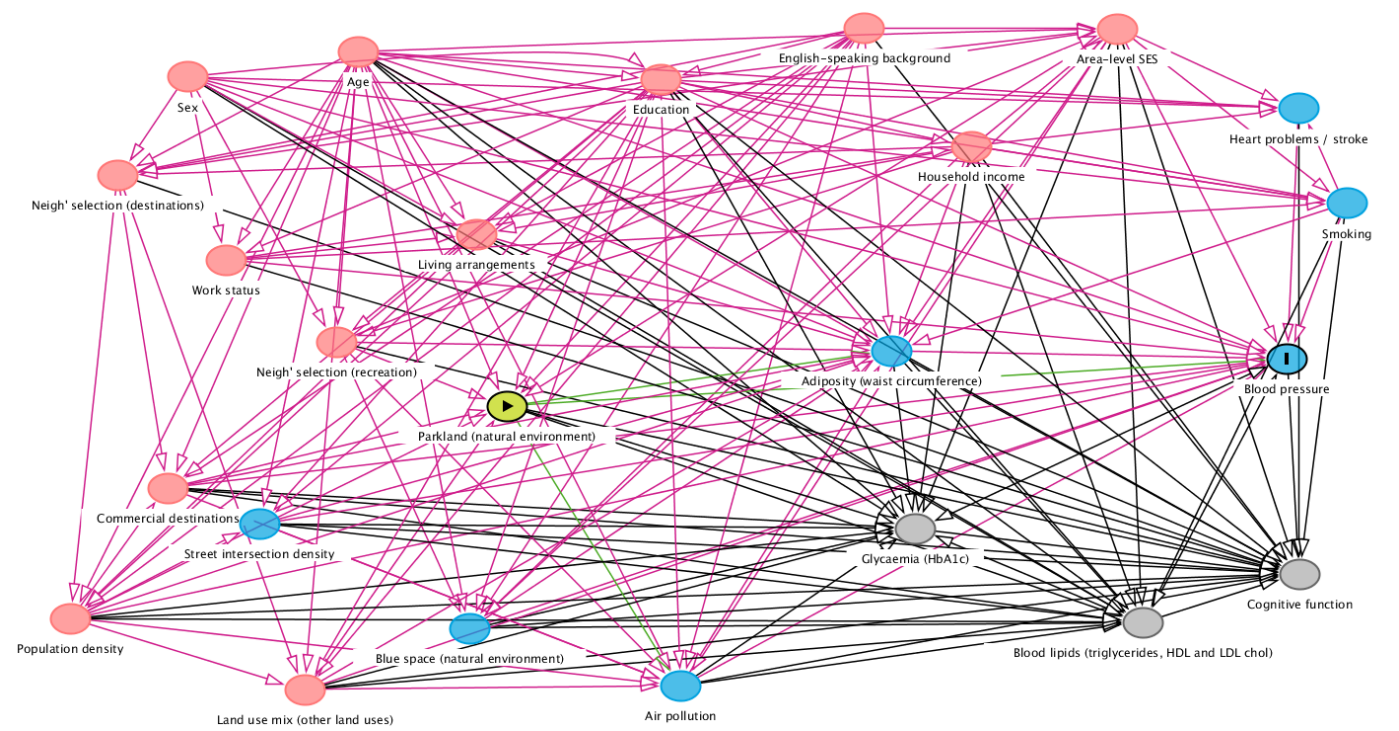 English-speaking background
Area-level SES
Age
Sex
Education
Heart problems / stroke
Household income
Neigh' selection (destinations)
Smoking
Living arrangements
Work status
Neigh' selection (recreation)
Adiposity (waist circumference)
Blood pressure
Parkland (natural environment)
Commercial destinations
Street intersection density
Glycaemia (HbA1c)
Cognitive function
Population density
Blue space (natural environment)
Blood lipids (triglycerides, HDL and LDL chol)
Air pollution
Land use mix (other land uses)